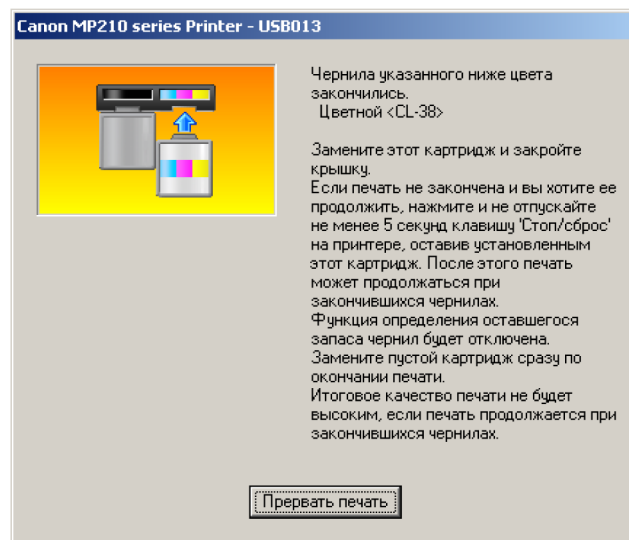 Canon MP210 series Printer - USB013
Чернила указанного ниже цвета
закончились.
Цветной <CL-38>
Замените этот картридж и закройте
крышку.
Если печать не закончена и вы хотите ее
продолжить, нажмите и не отпускайте
не менее 5 секунд клавишу 'Стоп/сброс'
на принтере, оставив установленным
этот картридж. После этого печать
может продолжаться при
закончившихся чернилах.
Функция определения оставшегося
запаса чернил будет отключена.
Замените пустой картридж сразу по
окончании печати.
Итоговое качество печати не будет
высоким, если печать продолжается при
закончившихся чернилах.
Прервать печать